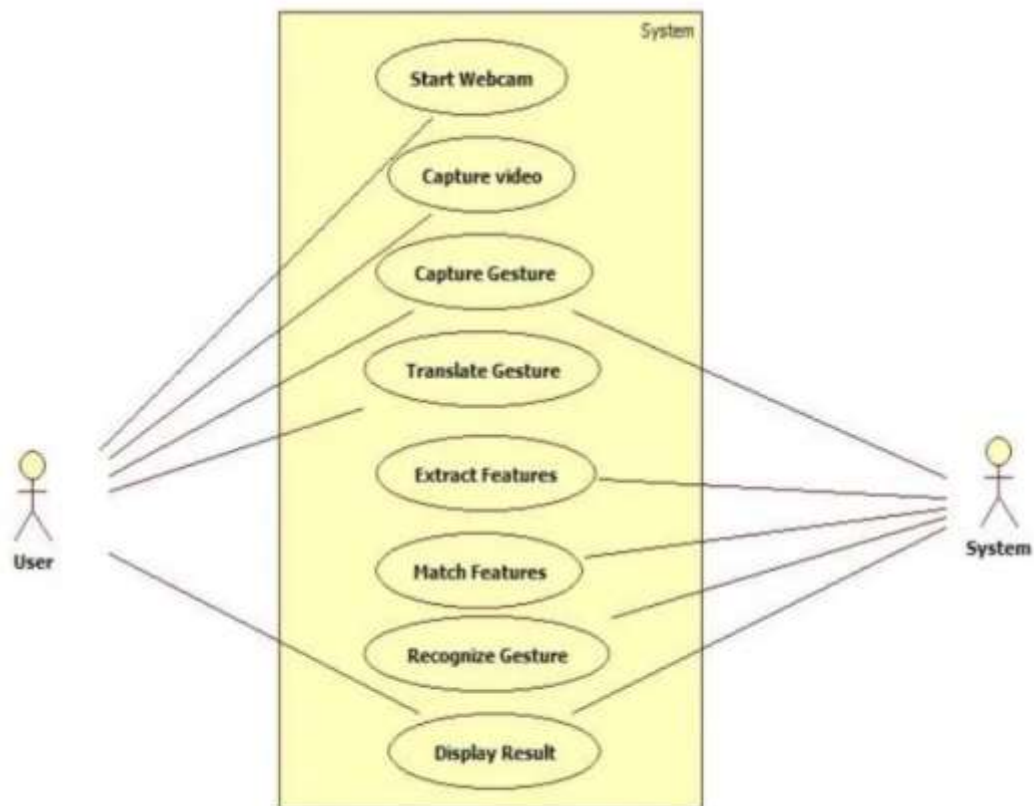 System
Start Webcam
Capture video
Capture Gesture
Translate Gesture
Extract Features
Match Features
Recognize Gesture
Display Result
User
System